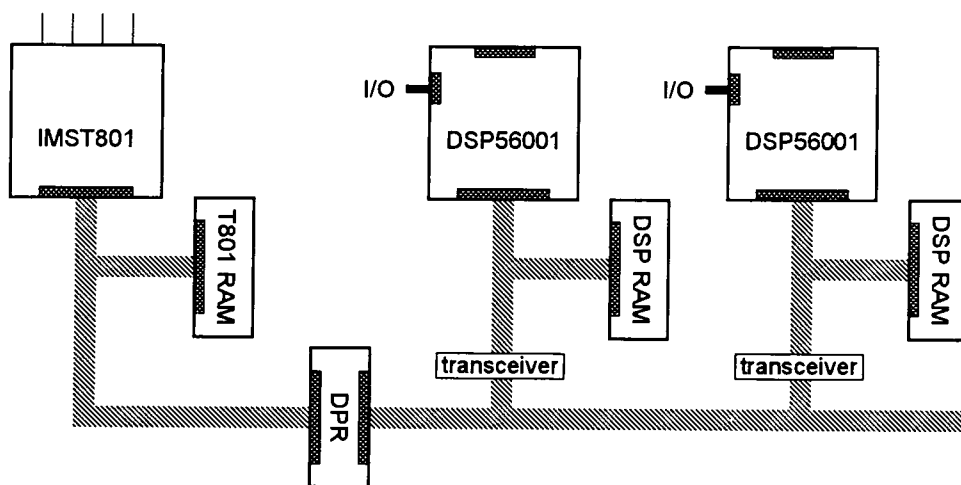 I/O
I/O
IMST801
DSP56001
DSP56001
T801 RAM
DSP RAM
DSP RAM
transceiver
transceiver
DPR